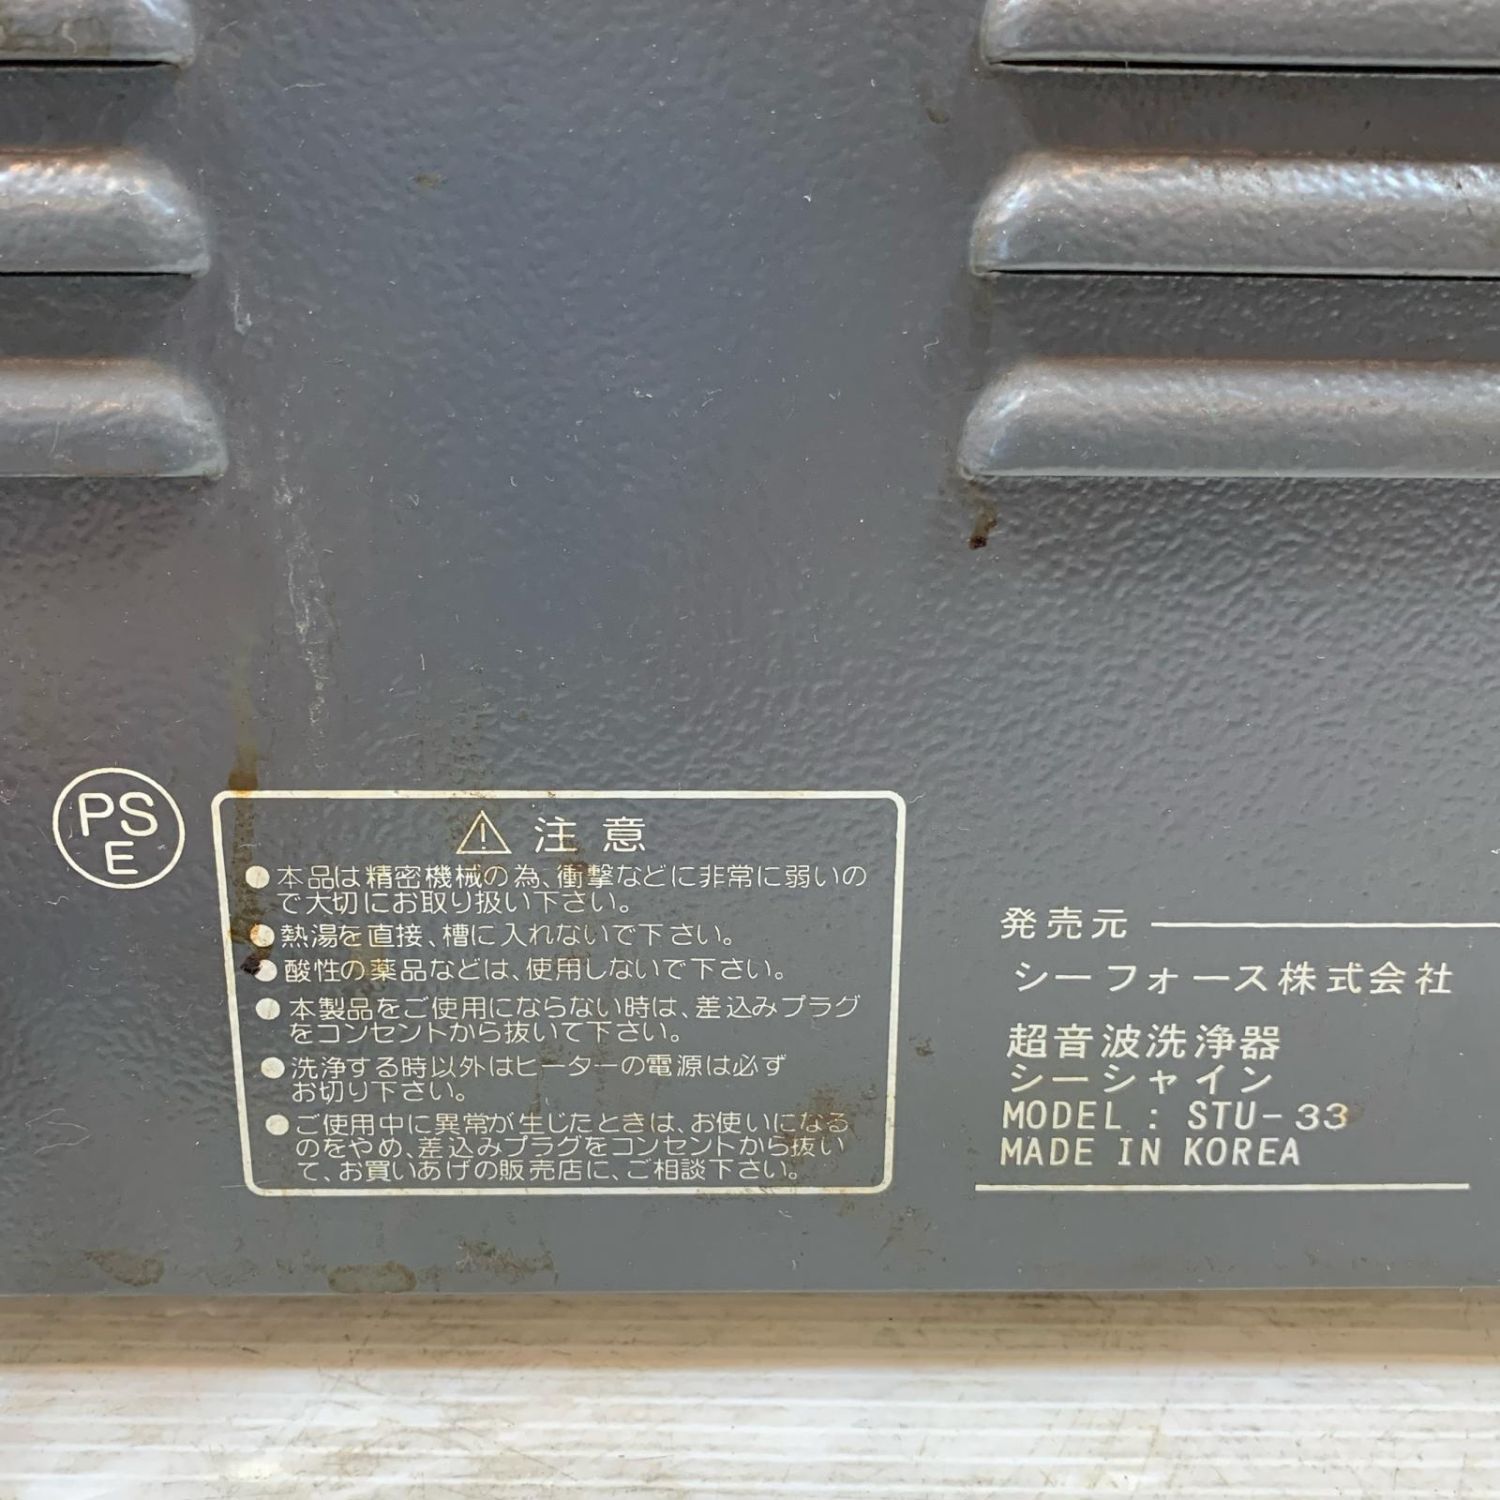 PS
E
⚠ 注意
●本品は精密機械の為、衝撃などに非常に弱いの
で大切にお取り扱い下さい。
●熱湯を直接、槽に入れないで下さい。
●酸性の薬品などは、使用しないで下さい。
●本製品をご使用にならない時は、差込みプラグ
をコンセントから抜いて下さい。
●洗浄する時以外はヒーターの電源は必ず
お切り下さい。
●ご使用中に異常が生じたときは、お使いになる
のをやめ、差込みプラグをコンセントから抜い
て、お買いあげの販売店に、ご相談下さい。
発売元
シーフォース株式会社
超音波洗浄器
シーシャイン
MODEL : STU-33
MADE IN KOREA